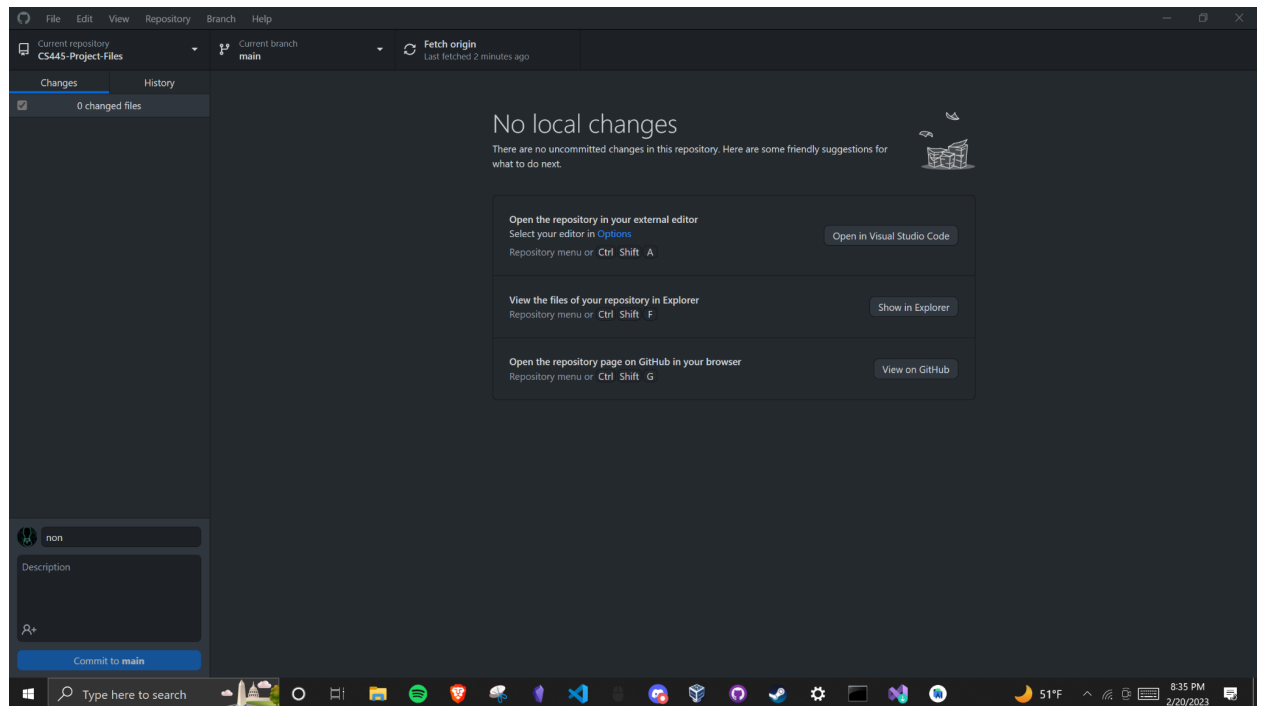 File Edit View Repository Branch Help
Current repository
CS445-Project-Files
Current branch
main
Fetch origin
Last fetched 2 minutes ago
Changes History
0 changed files
No local changes
There are no uncommitted changes in this repository. Here are some friendly suggestions for
what to do next.
Open the repository in your external editor
Select your editor in Options
Repository menu or Ctrl Shift A
Open in Visual Studio Code
View the files of your repository in Explorer
Repository menu or Ctrl Shift F
Show in Explorer
Open the repository page on GitHub in your browser
Repository menu or Ctrl Shift G
View on GitHub
non
Description
Commit to main
Type here to search
51°F
8:35 PM
2/20/2023